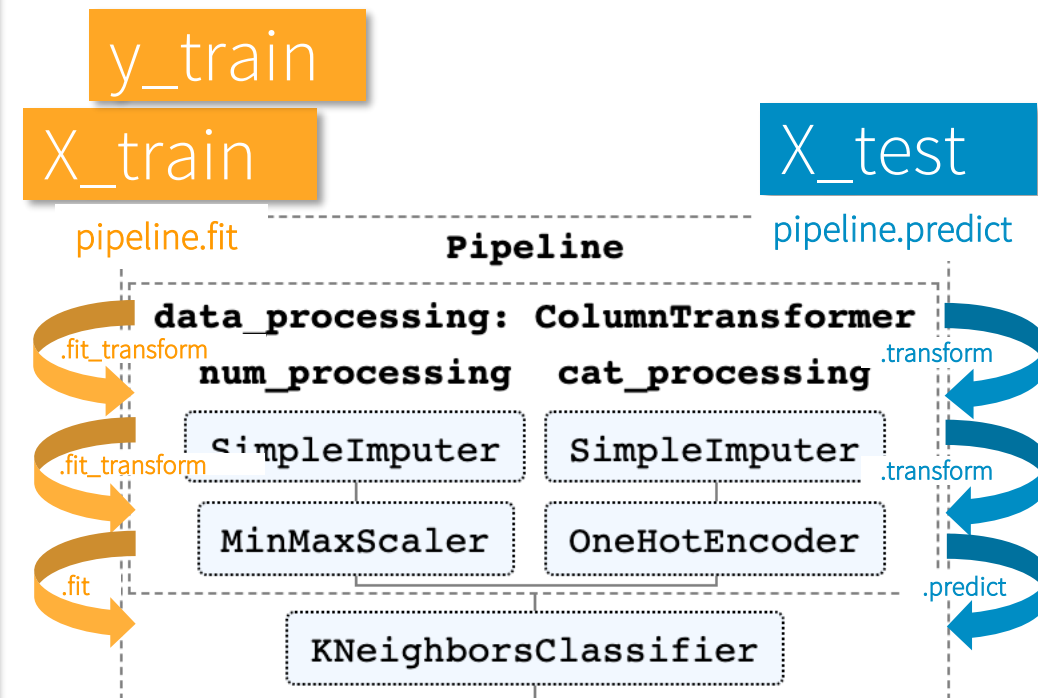 y_train
X_train
X_test
pipeline.fit
pipeline.predict
Pipeline
data_processing: ColumnTransformer
.fit_transform
.transform
num_processing cat_processing
SimpleImputer SimpleImputer
.fit_transform
.transform
MinMaxScaler OneHotEncoder
.fit
.predict
KNeighborsClassifier